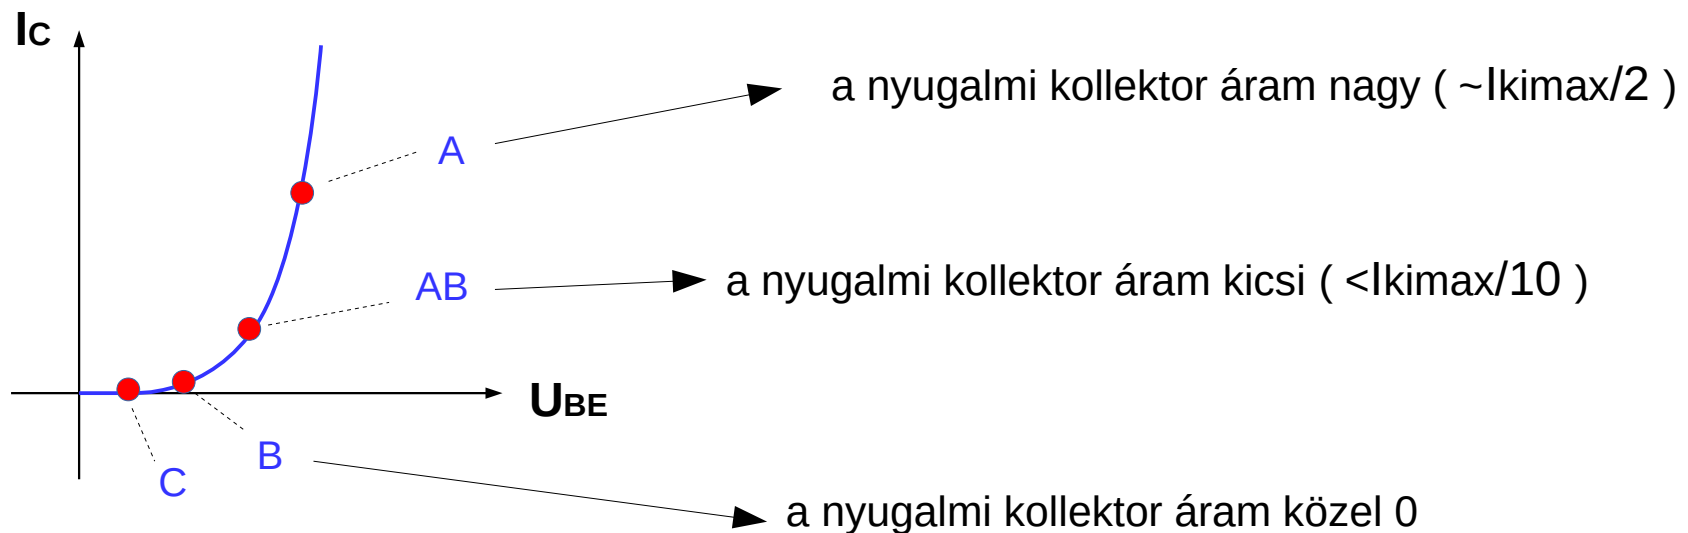 IC
a nyugalmi kollektor áram nagy ( ~Ikimax/2 )
A
AB
a nyugalmi kollektor áram kicsi ( <Ikimax/10 )
UBE
B
C
a nyugalmi kollektor áram közel 0